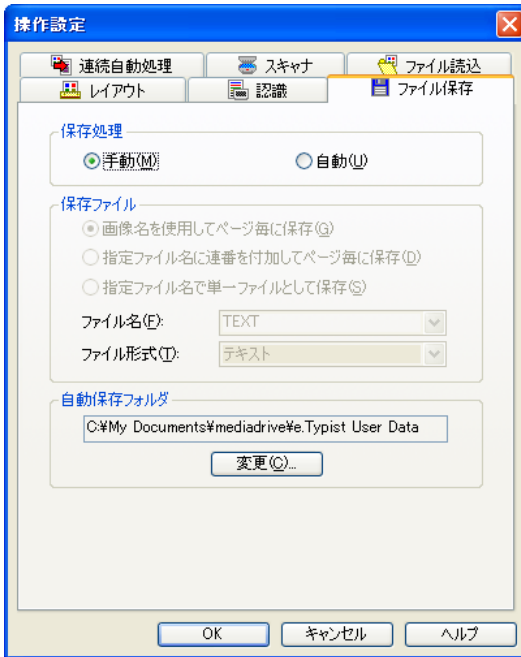 操作設定
連続自動処理
スキャナ
ファイル読込
レイアウト
認識
ファイル保存
保存処理
手動(M)
自動(U)
保存ファイル
画像名を使用してページ毎に保存(G)
指定ファイル名に連番を付加してページ毎に保存(D)
指定ファイル名で単一ファイルとして保存(S)
ファイル名(F):
TEXT
ファイル形式(T):
テキスト
自動保存フォルダ
C:¥My Documents¥mediadrive¥e.Typist User Data
変更(C)...
OK
キャンセル
ヘルプ